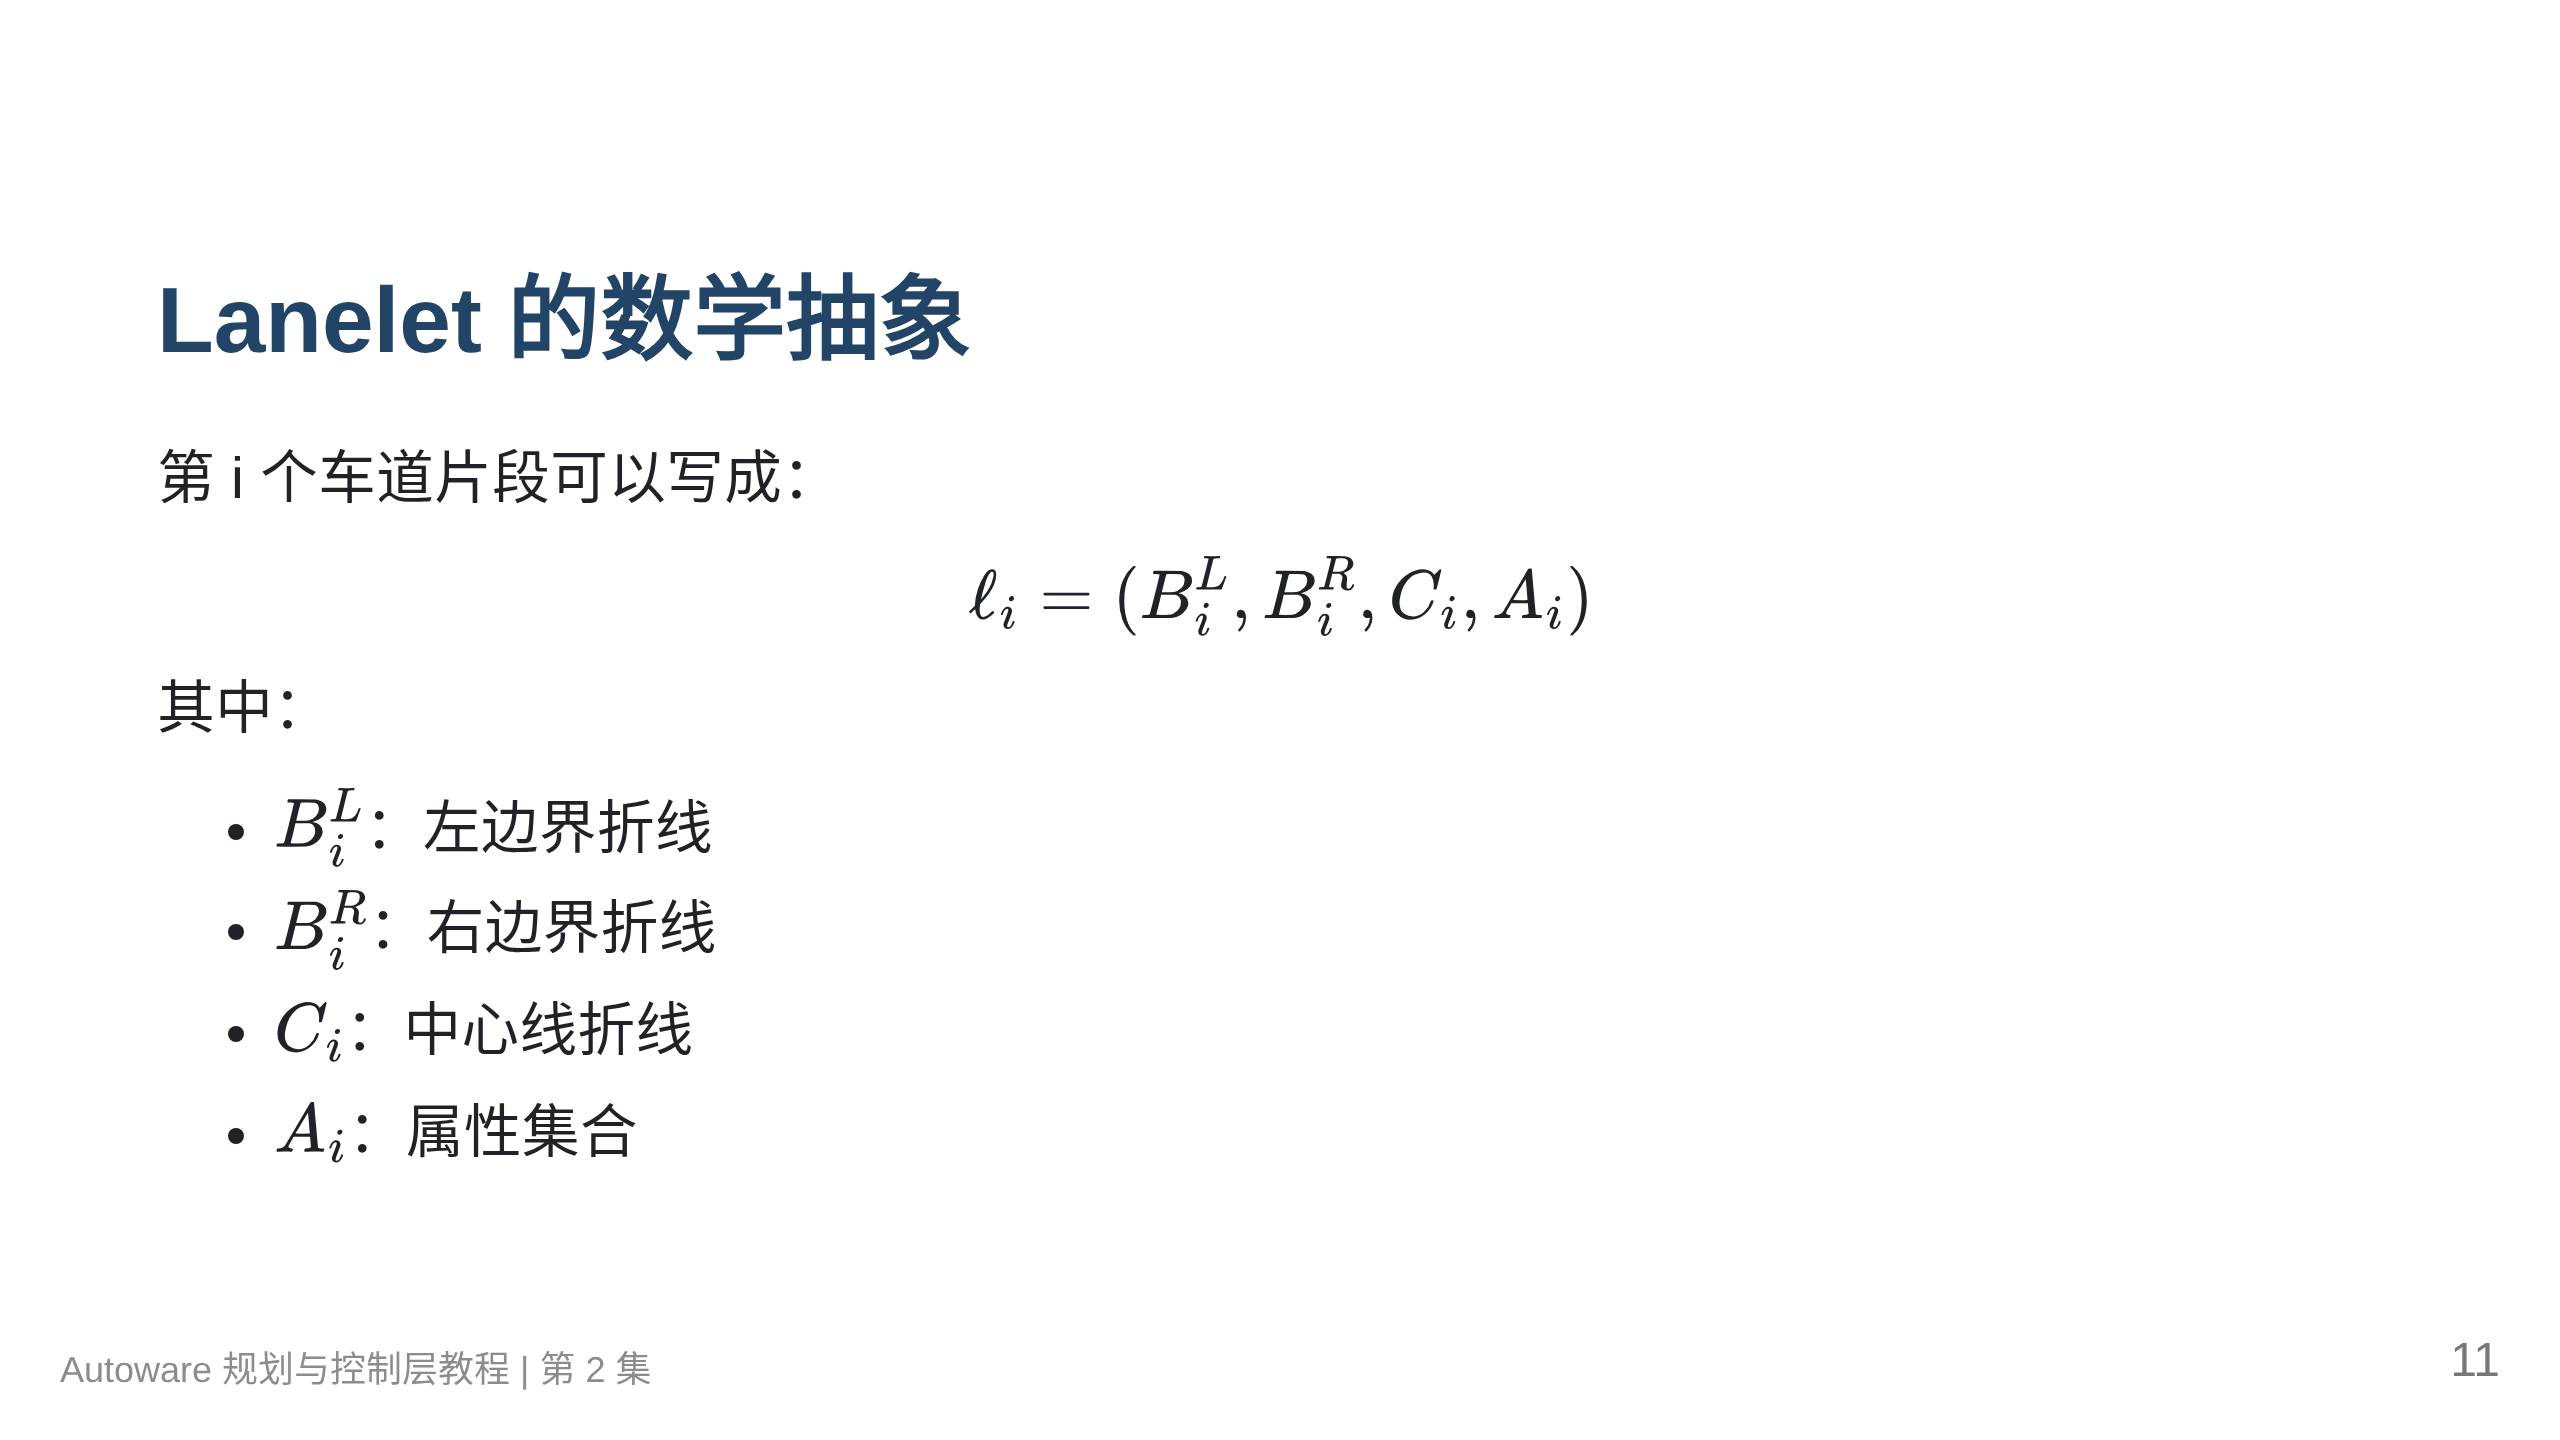 Lanelet 的数学抽象
第 i 个车道片段可以写成：
ℓ_i = (B_i^L, B_i^R, C_i, A_i)
其中：
• B_i^L：左边界折线
• B_i^R：右边界折线
• C_i：中心线折线
• A_i：属性集合
Autoware 规划与控制层教程 | 第 2 集
11